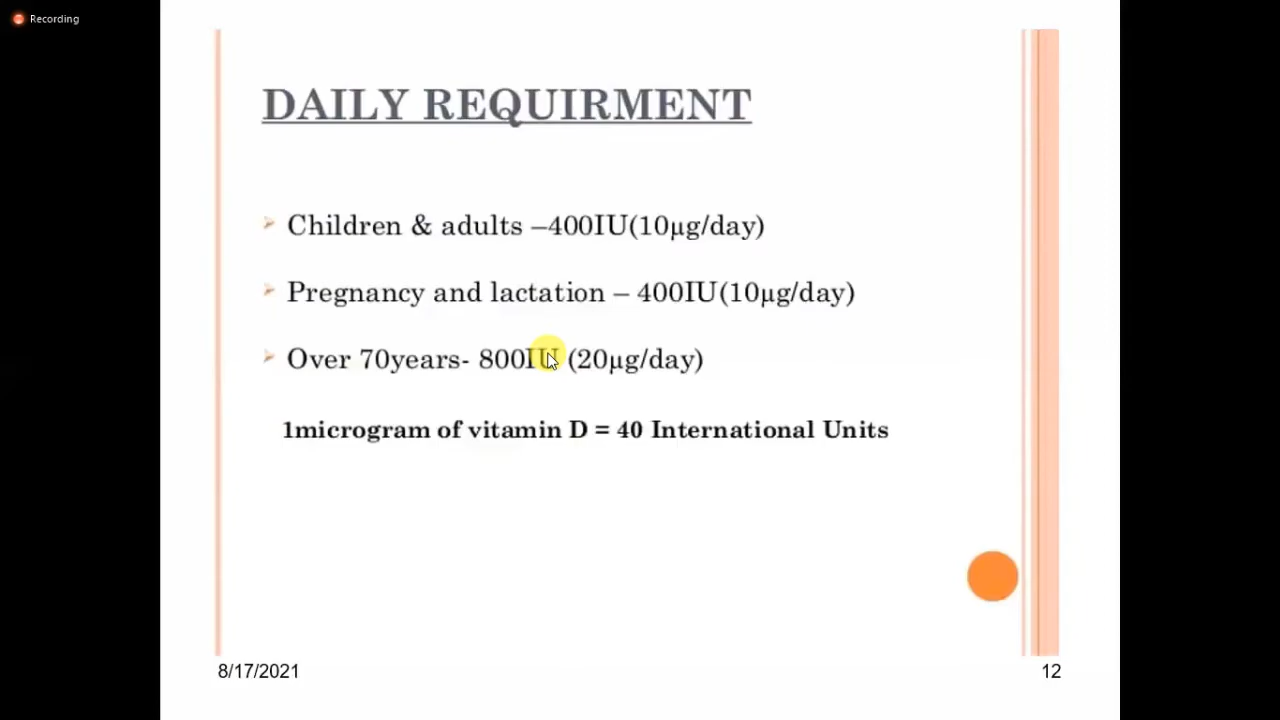 Recording
DAILY REQUIRMENT
Children & adults –400IU(10µg/day)
Pregnancy and lactation – 400IU(10µg/day)
Over 70years- 800IU (20µg/day)
1microgram of vitamin D = 40 International Units
8/17/2021
12